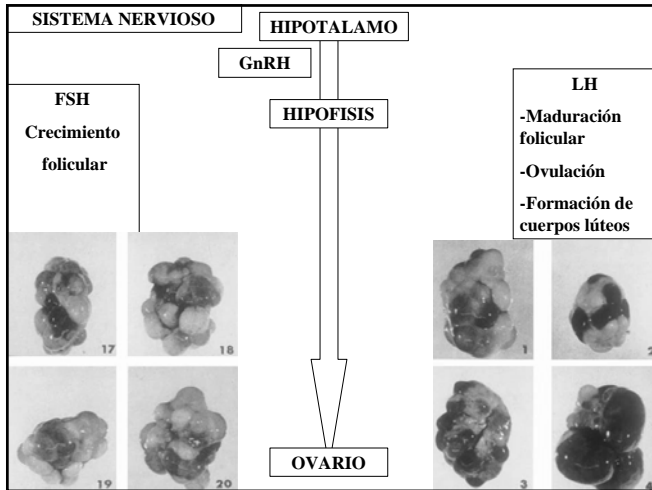 SISTEMA NERVIOSO
HIPOTALAMO
GnRH
HIPOFISIS
FSH
Crecimiento
folicular
LH
-Maduración
folicular
-Ovulación
-Formación de
cuerpos lúteos
17
18
19
20
1
2
3
4
OVARIO